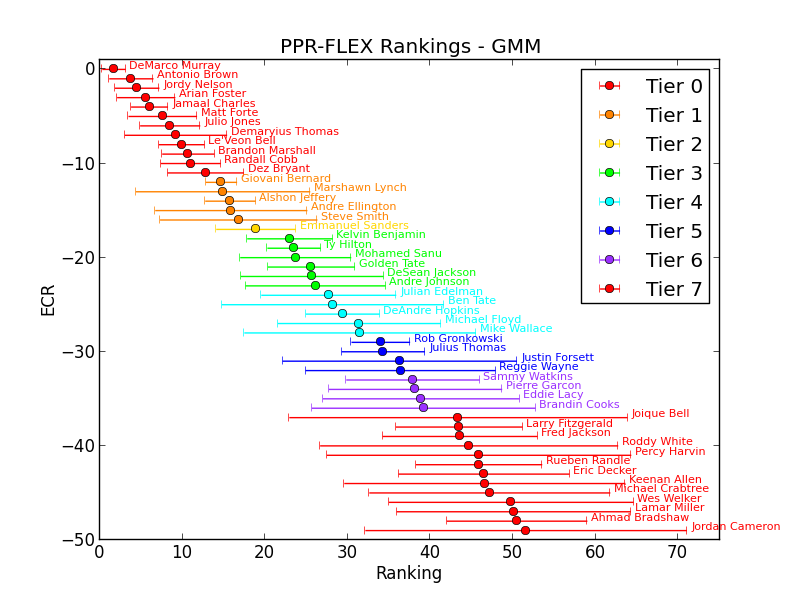 PPR-FLEX Rankings - GMM
0
DeMarco Murray
Antonio Brown
Jordy Nelson
Arian Foster
Jamaal Charles
Matt Forte
Julio Jones
Demaryius Thomas
Le'Veon Bell
Brandon Marshall
−10
Randall Cobb
Dez Bryant
Giovani Bernard
Marshawn Lynch
Alshon Jeffery
Andre Ellington
Steve Smith
Emmanuel Sanders
Kelvin Benjamin
Ty Hilton
Mohamed Sanu
−20
Golden Tate
DeSean Jackson
Andre Johnson
Julian Edelman
Ben Tate
DeAndre Hopkins
Michael Floyd
Mike Wallace
Rob Gronkowski
Julius Thomas
−30
Justin Forsett
Reggie Wayne
Sammy Watkins
Pierre Garcon
Eddie Lacy
Brandin Cooks
Joique Bell
Larry Fitzgerald
Fred Jackson
Roddy White
−40
Percy Harvin
Rueben Randle
Eric Decker
Keenan Allen
Michael Crabtree
Wes Welker
Lamar Miller
Ahmad Bradshaw
Jordan Cameron
−50
Tier 0
Tier 1
Tier 2
Tier 3
Tier 4
Tier 5
Tier 6
Tier 7
ECR
0 10 20 30 40 50 60 70
Ranking